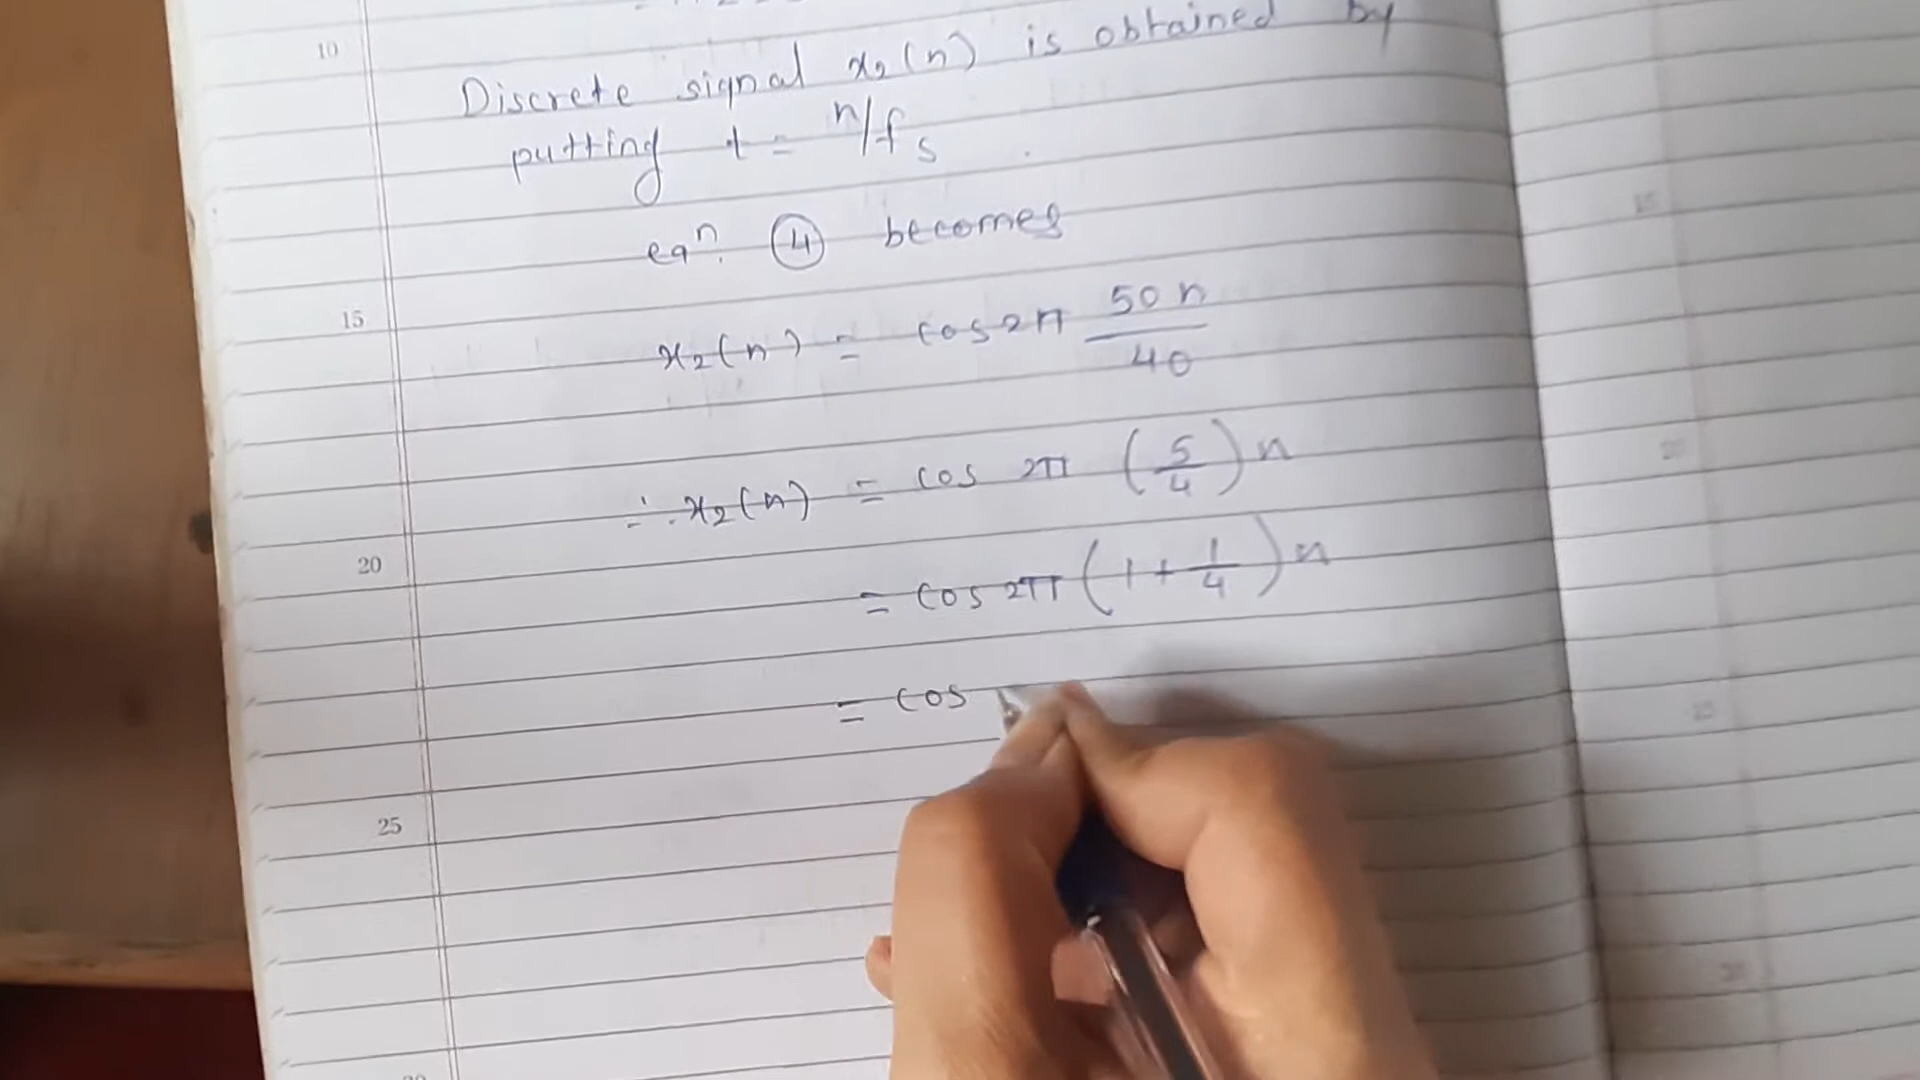 10
Discrete signal x₂(n) is obtained by
putting t = n/fs
eqⁿ. ④ becomes
15
x₂(n) = cos 2π 50n/40
∴ x₂(n) = cos 2π (5/4) n
20
= cos 2π (1 + 1/4) n
= cos
25